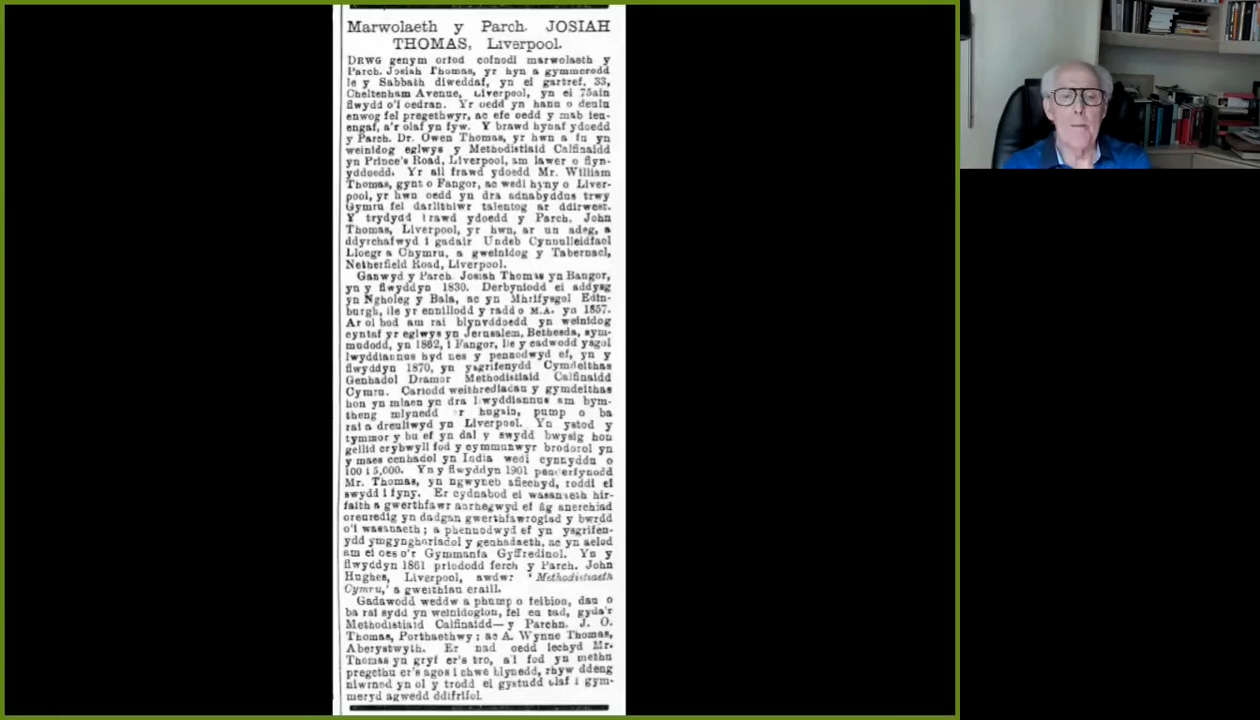 Marwolaeth y Parch. JOSIAH
THOMAS, Liverpool.
DRWG genym orfod cofnodi marwolaeth y
Parch. Josiah Thomas, yr hyn a gymmerodd
le y Sabbath diweddaf, yn ei gartref, 33,
Cheltenham Avenue, Liverpool, yn ei 75ain
flwydd o'i oedran. Yr oedd yn hanu o deulu
enwog fel pregethwyr, ac efe oedd y mab ieu-
engaf, a'r olaf yn fyw. Y brawd hynaf ydoedd
y Parch. Dr. Owen Thomas, yr hwn a fu yn
weinidog eglwys y Methodistiaid Calfinaidd
yn Prince's Road, Liverpool, am lawer o flyn-
yddoedd. Yr ail frawd ydoedd Mr. William
Thomas, gynt o Fangor, ac wedi hyny o Liver-
pool, yr hwn oedd yn dra adnabyddus trwy
Gymru fel darlithiwr talentog ar ddirwest.
Y trydydd brawd ydoedd y Parch. John
Thomas, Liverpool, yr hwn, ar un adeg, a
ddyrchafwyd i gadair Undeb Cynnulleidfaol
Lloegr a Chymru, a gweinidog y Tabernacl,
Netherfield Road, Liverpool.
Ganwyd y Parch. Josiah Thomas yn Bangor,
yn y flwyddyn 1830. Derbyniodd ei addysg
yn Ngholeg y Bala, ac yn Mhrifysgol Edin-
burgh, lle yr ennillodd y radd o M.A. yn 1857.
Ar ol bod am rai blynyddoedd yn weinidog
cyntaf yr eglwys yn Jerusalem, Bethesda, sym-
mudodd, yn 1862, i Fangor, lle y cadwodd ysgol
lwyddiannus hyd nes y pennodwyd ef, yn y
flwyddyn 1870, yn ysgrifenydd Cymdeithas
Genhadol Dramor Methodistiaid Calfinaidd
Cymru. Cariodd weithrediadau y gymdeithas
hon yn mlaen yn dra llwyddiannus am bym-
theng mlynedd ar hugain, pump o ba
rai a dreuliwyd yn Liverpool. Yn ystod y
tymmor y bu ef yn dal y swydd bwysig hon
gellid crybwyll fod y cymmunwyr brodorol yn
y maes cenhadol yn India wedi cynnyddu o
100 i 5,000. Yn y flwyddyn 1901 penderfynodd
Mr. Thomas, yn ngwyneb afiechyd, roddi ei
swydd i fyny. Er cydnabod ei wasanaeth hir-
faith a gwerthfawr anrhegwyd ef âg anerchiad
oreuredig yn dadgan gwerthfawrogiad y bwrdd
o'i wasanaeth; a phennodwyd ef yn ysgrifen-
ydd ymgynghoriadol y genhadaeth, ac yn aelod
am ei oes o'r Gymmanfa Gyffredinol. Yn y
flwyddyn 1861 priododd ferch y Parch. John
Hughes, Liverpool, awdwr 'Methodistiaeth
Cymru,' a gweithiau eraill.
Gadawodd weddw a phump o feibion, dau o
ba rai sydd yn weinidogion, fel eu tad, gyda'r
Methodistiaid Calfinaidd—y Parchn. J. O.
Thomas, Porthaethwy; ac A. Wynne Thomas,
Aberystwyth. Er nad oedd iechyd Mr.
Thomas yn gryf er's tro, a'i fod yn methu
pregethu er's agos i chwe blynedd, rhyw ddeng
niwrnod yn ol y trodd ei gystudd olaf i gym-
meryd agwedd ddifrifol.